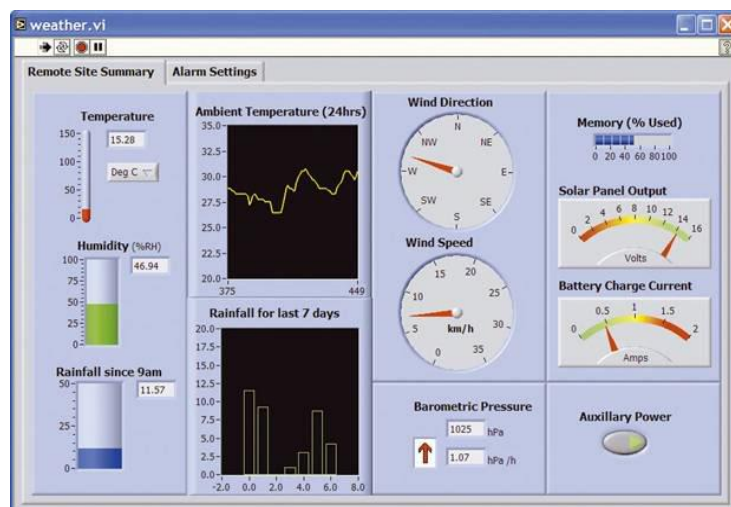 weather.vi
Remote Site Summary
Alarm Settings
Temperature
150
100
50
0
15.28
Deg C
Humidity (%RH)
100
75
50
25
0
46.94
Rainfall since 9am
50
0
11.57
Ambient Temperature (24hrs)
35.0
32.5
30.0
27.5
25.0
22.5
20.0
375 449
Rainfall for last 7 days
20.0
17.5
15.0
12.5
10.0
7.5
5.0
2.5
0.0
-2.0 0.0 2.0 4.0 6.0 8.0
Wind Direction
N
NW NE
W E
SW SE
S
Wind Speed
15 20
10 25
5 km/h 30
0 35
Barometric Pressure
1025 hPa
1.07 hPa /h
Memory (% Used)
0 20 40 60 80100
Solar Panel Output
0 2 4 6 8 10 12 14 16
Volts
Battery Charge Current
0 0.5 1 1.5 2
Amps
Auxillary Power